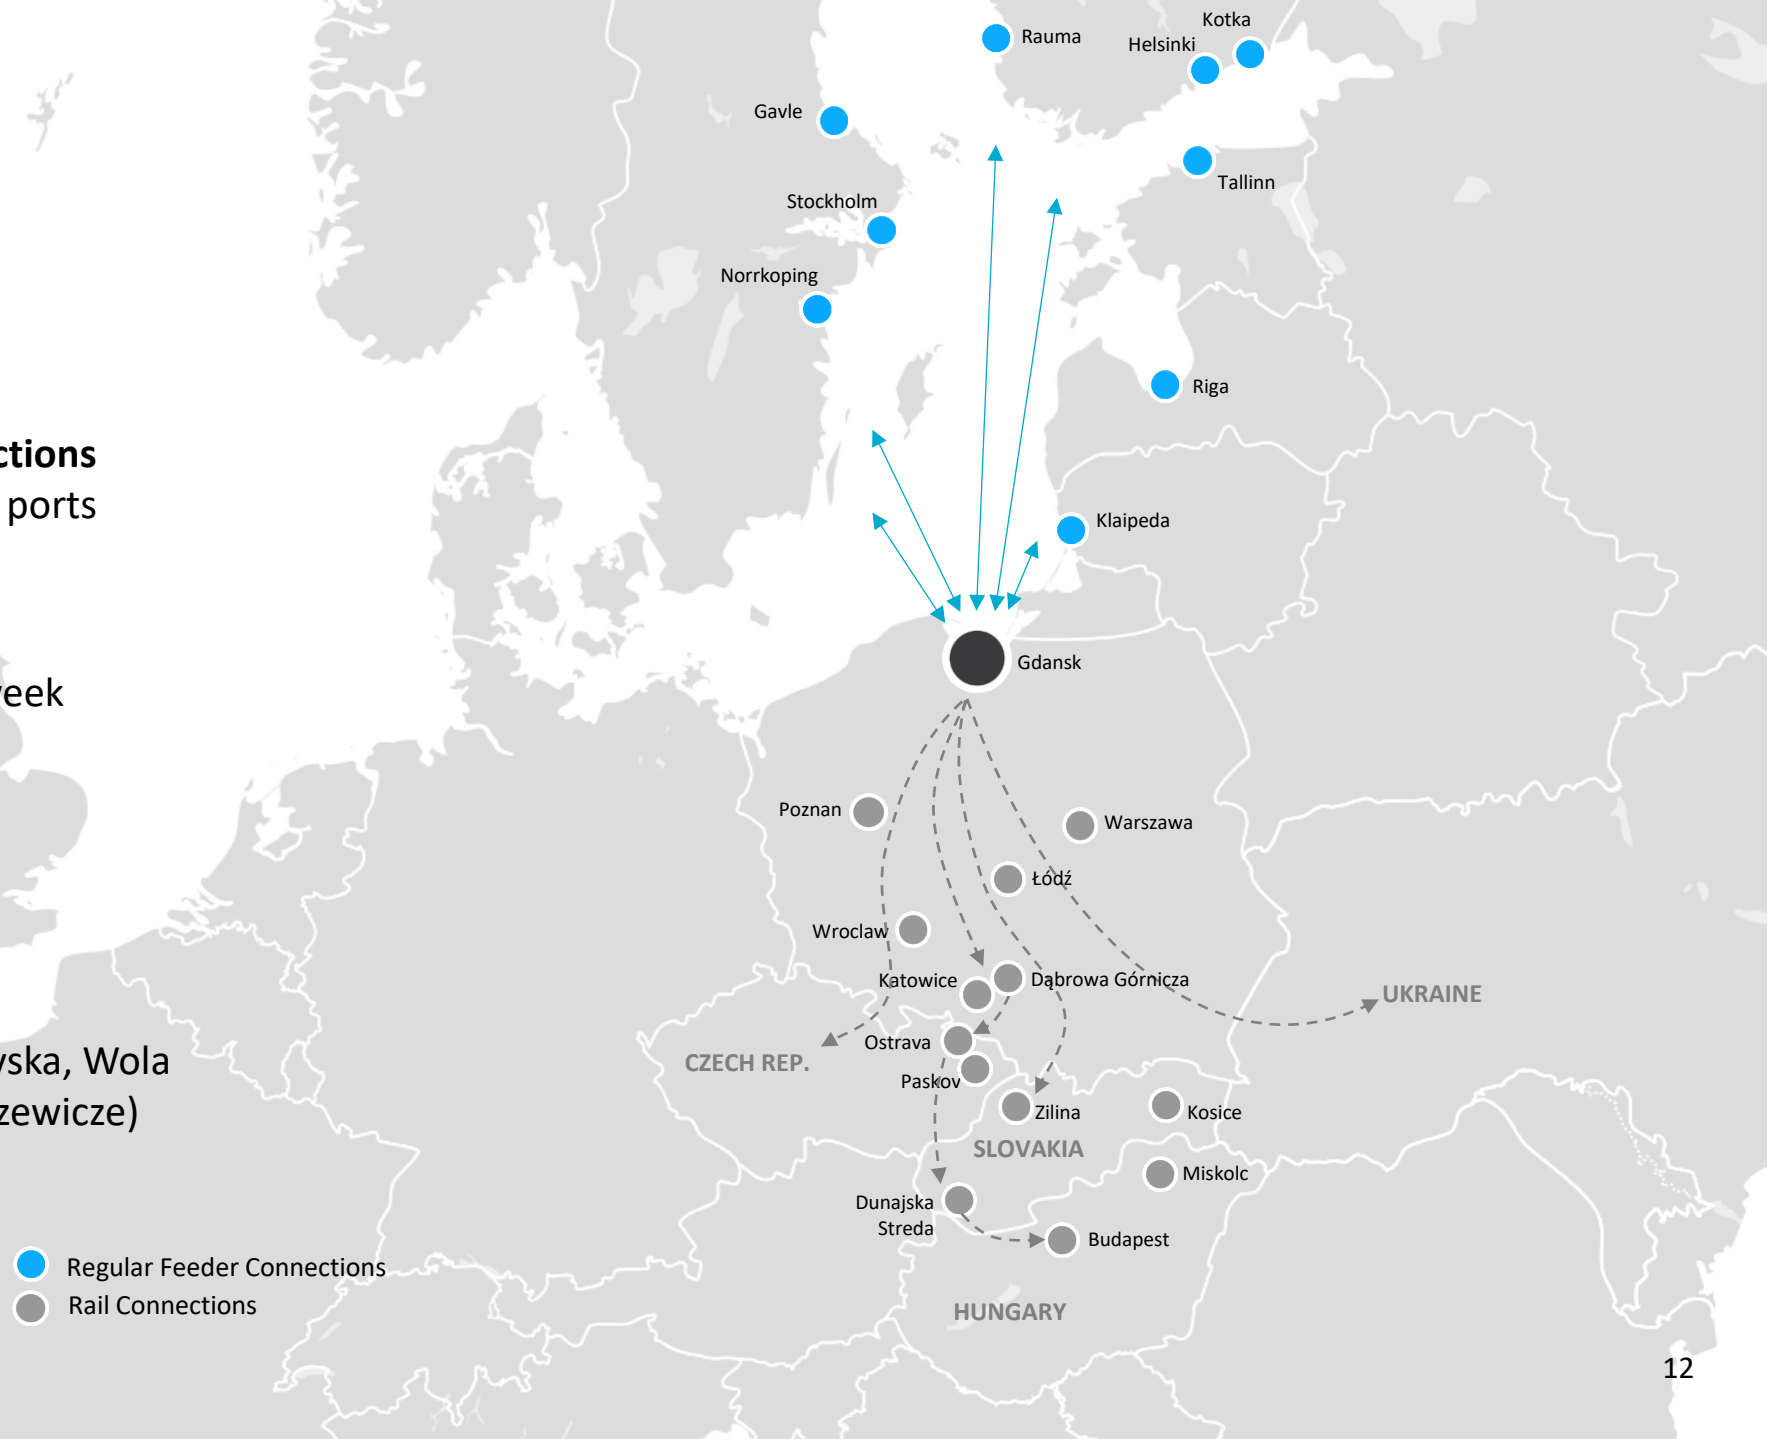 Kotka
Rauma
Helsinki
Gavle
Tallinn
Stockholm
Norrkoping
Riga
ctions
ports
Klaipeda
Gdansk
eek
Poznan
Warszawa
Łódź
Wroclaw
Katowice
Dąbrowa Górnicza
UKRAINE
Ostrava
CZECH REP.
ska, Wola
Paskov
zewicze)
Zilina
Kosice
SLOVAKIA
Miskolc
Dunajska
Streda
Budapest
Regular Feeder Connections
Rail Connections
HUNGARY
12